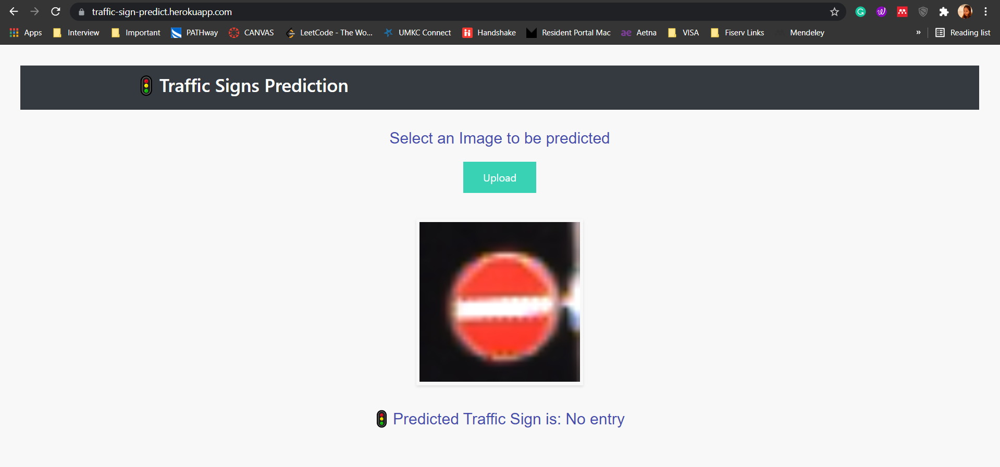 traffic-sign-predict.herokuapp.com
Apps Interview Important PATHway CANVAS LeetCode - The Wo... UMKC Connect Handshake Resident Portal Mac ae Aetna VISA Fiserv Links Mendeley » Reading list
Traffic Signs Prediction
Select an Image to be predicted
Upload
Predicted Traffic Sign is: No entry